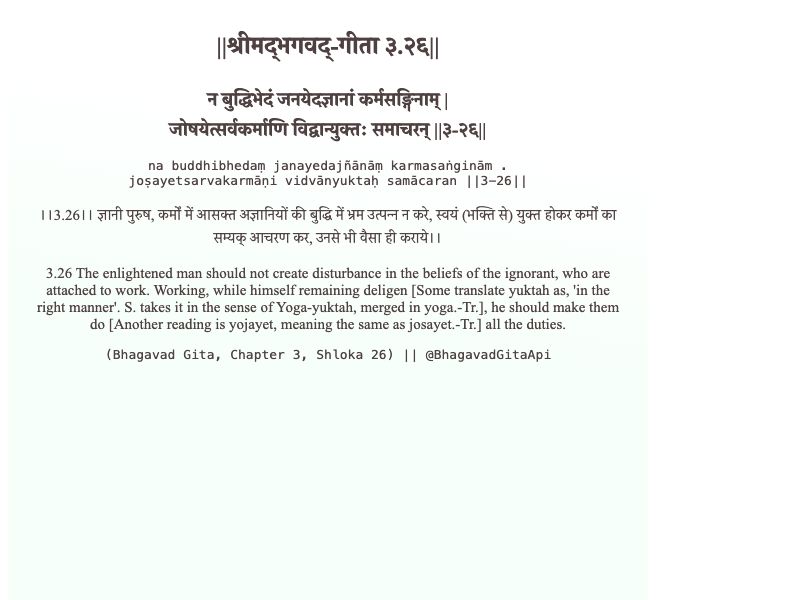 ||श्रीमद्‍भगवद्‍-गीता ३.२६||
न बुद्धिभेदं जनयेदज्ञानां कर्मसङ्गिनाम् |
जोषयेत्सर्वकर्माणि विद्वान्युक्तः समाचरन् ||३-२६||
na buddhibhedaṃ janayedajñānāṃ karmasaṅginām .
joṣayetsarvakarmāṇi vidvānyuktaḥ samācaran ||3-26||
।।3.26।। ज्ञानी पुरुष, कर्मों में आसक्त अज्ञानियों की बुद्धि में भ्रम उत्पन्न न करे, स्वयं (भक्ति से) युक्त होकर कर्मों का
सम्यक् आचरण कर, उनसे भी वैसा ही कराये।।
3.26 The enlightened man should not create disturbance in the beliefs of the ignorant, who are
attached to work. Working, while himself remaining deligen [Some translate yuktah as, 'in the
right manner'. S. takes it in the sense of Yoga-yuktah, merged in yoga.-Tr.], he should make them
do [Another reading is yojayet, meaning the same as josayet.-Tr.] all the duties.
(Bhagavad Gita, Chapter 3, Shloka 26) || @BhagavadGitaApi